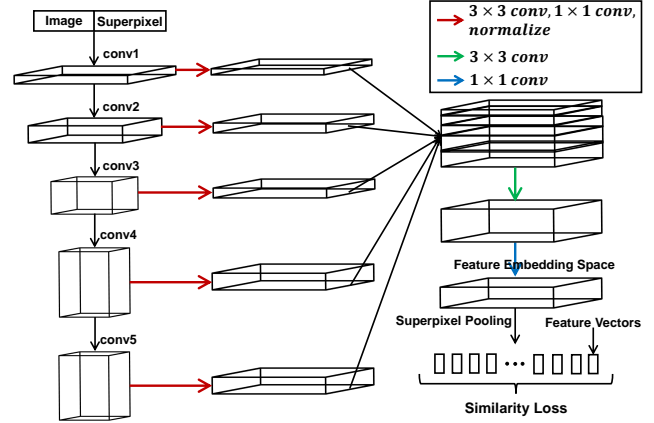 Image Superpixel
conv1
conv2
conv3
conv4
conv5
3 × 3 conv, 1 × 1 conv,
normalize
3 × 3 conv
1 × 1 conv
Feature Embedding Space
Superpixel Pooling
Feature Vectors
...
Similarity Loss